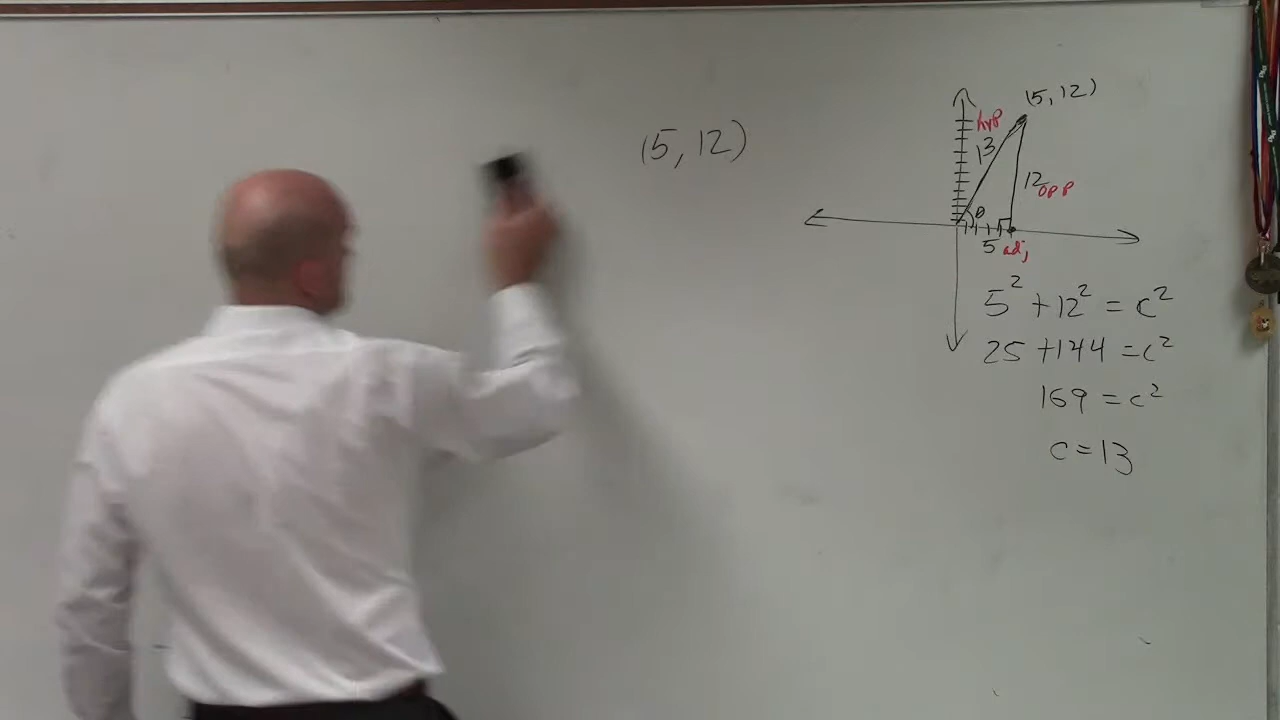 (5, 12)
(5, 12)
hyp
13
12
opp
θ
5 adj
5² + 12² = c²
25 + 144 = c²
169 = c²
c = 13